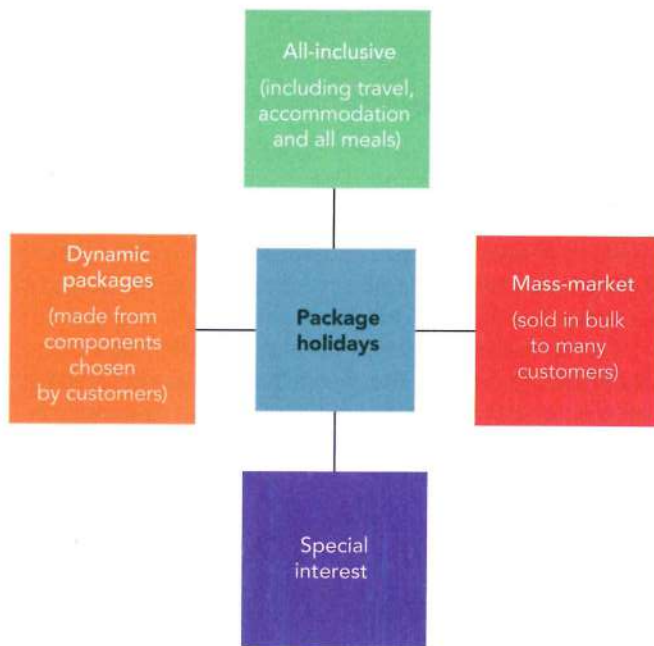 All-inclusive
(including travel,
accommodation
and all meals)
Dynamic
packages
(made from
components
chosen
by customers)
Package
holidays
Mass-market
(sold in bulk
to many
customers)
Special
interest